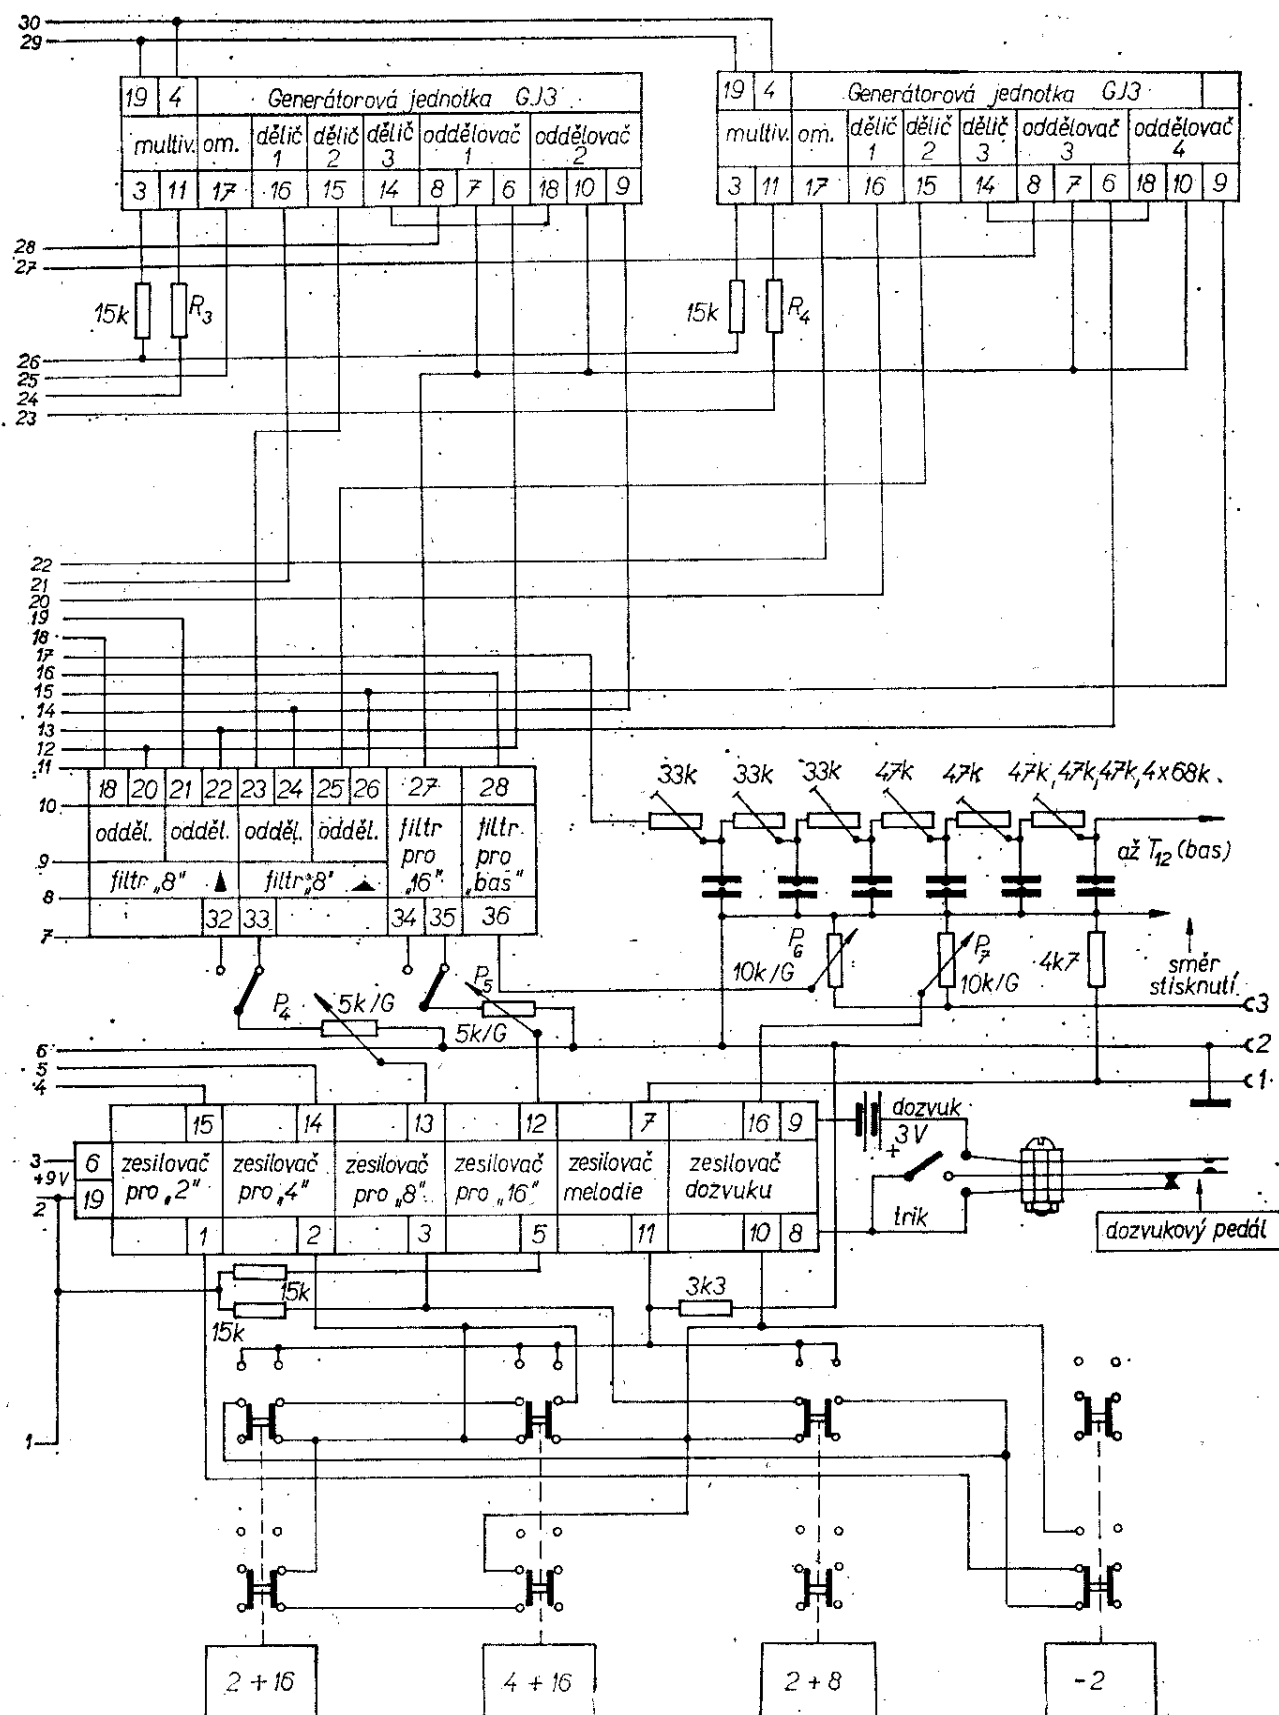 30
29
19 4 Generátorová jednotka GJ3
multiv. om. dělič 1 dělič 2 dělič 3 oddělovač 1 oddělovač 2
3 11 17 16 15 14 8 7 6 18 10 9
19 4 Generátorová jednotka GJ3
multiv. om. dělič 1 dělič 2 dělič 3 oddělovač 3 oddělovač 4
3 11 17 16 15 14 8 7 6 18 10 9
28
27
15k R3 15k R4
26
25
24
23
22
21
20
19
18
17
16
15
14
13
12
11
10
9
8
7
18 20 21 22 23 24 25 26 27 28
odděl. odděl. odděl. odděl. filtr pro „16" filtr pro „bas"
filtr „8" filtr „8"
32 33 34 35 36
33k 33k 33k 47k 47k 47k, 47k, 47k, 4x68k
až T12 (bas)
P4 5k/G P5 5k/G
P6 10k/G P7 10k/G 4k7
směr stisknutí
3
2
1
6
5
4
15 14 13 12 7 16 9
3
+9V
2
6
19
zesilovač pro „2" zesilovač pro „4" zesilovač pro „8" zesilovač pro „16" zesilovač melodie zesilovač dozvuku
1 2 3 5 11 10 8
dozvuk
3V
+
trik
dozvukový pedál
15k
15k
3k3
1
2+16 4+16 2+8 -2